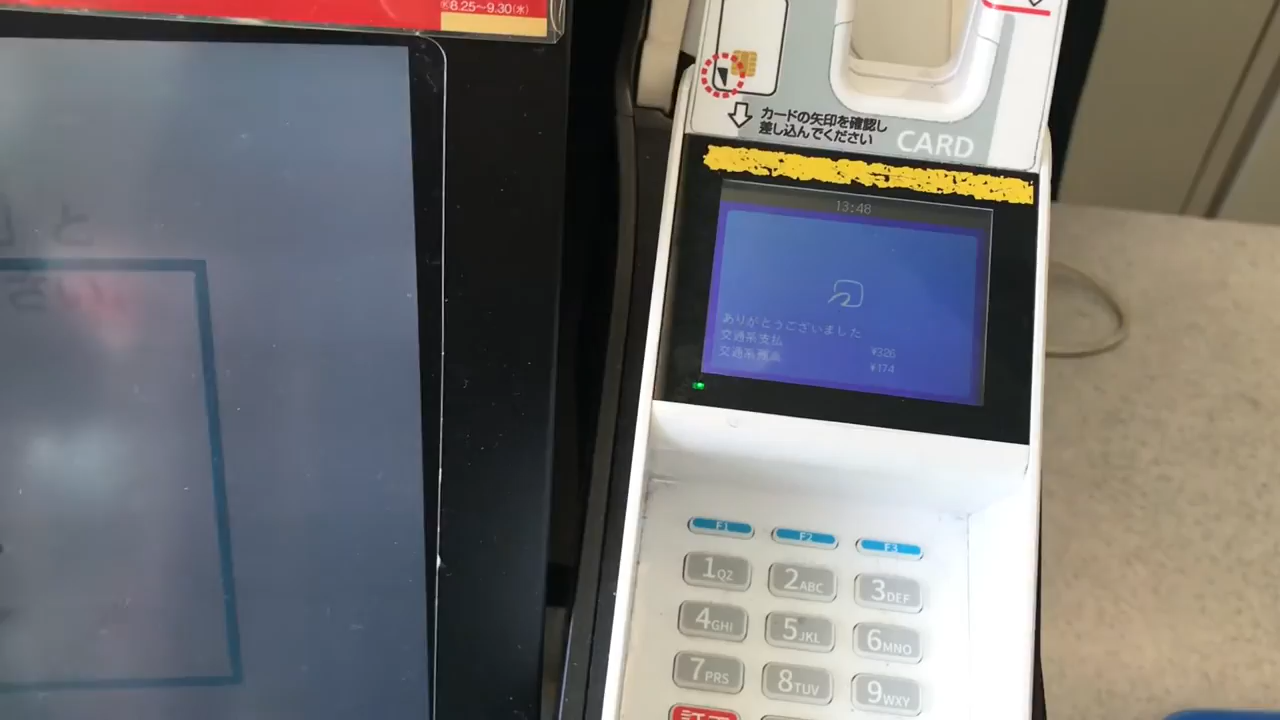 8.25～9.30(水)
カードの矢印を確認し
差し込んでください
CARD
13:48
ありがとうございました
交通系支払 ¥326
交通系残高 ¥174
F1 F2 F3
1QZ 2ABC 3DEF
4GHI 5JKL 6MNO
7PRS 8TUV 9WXY